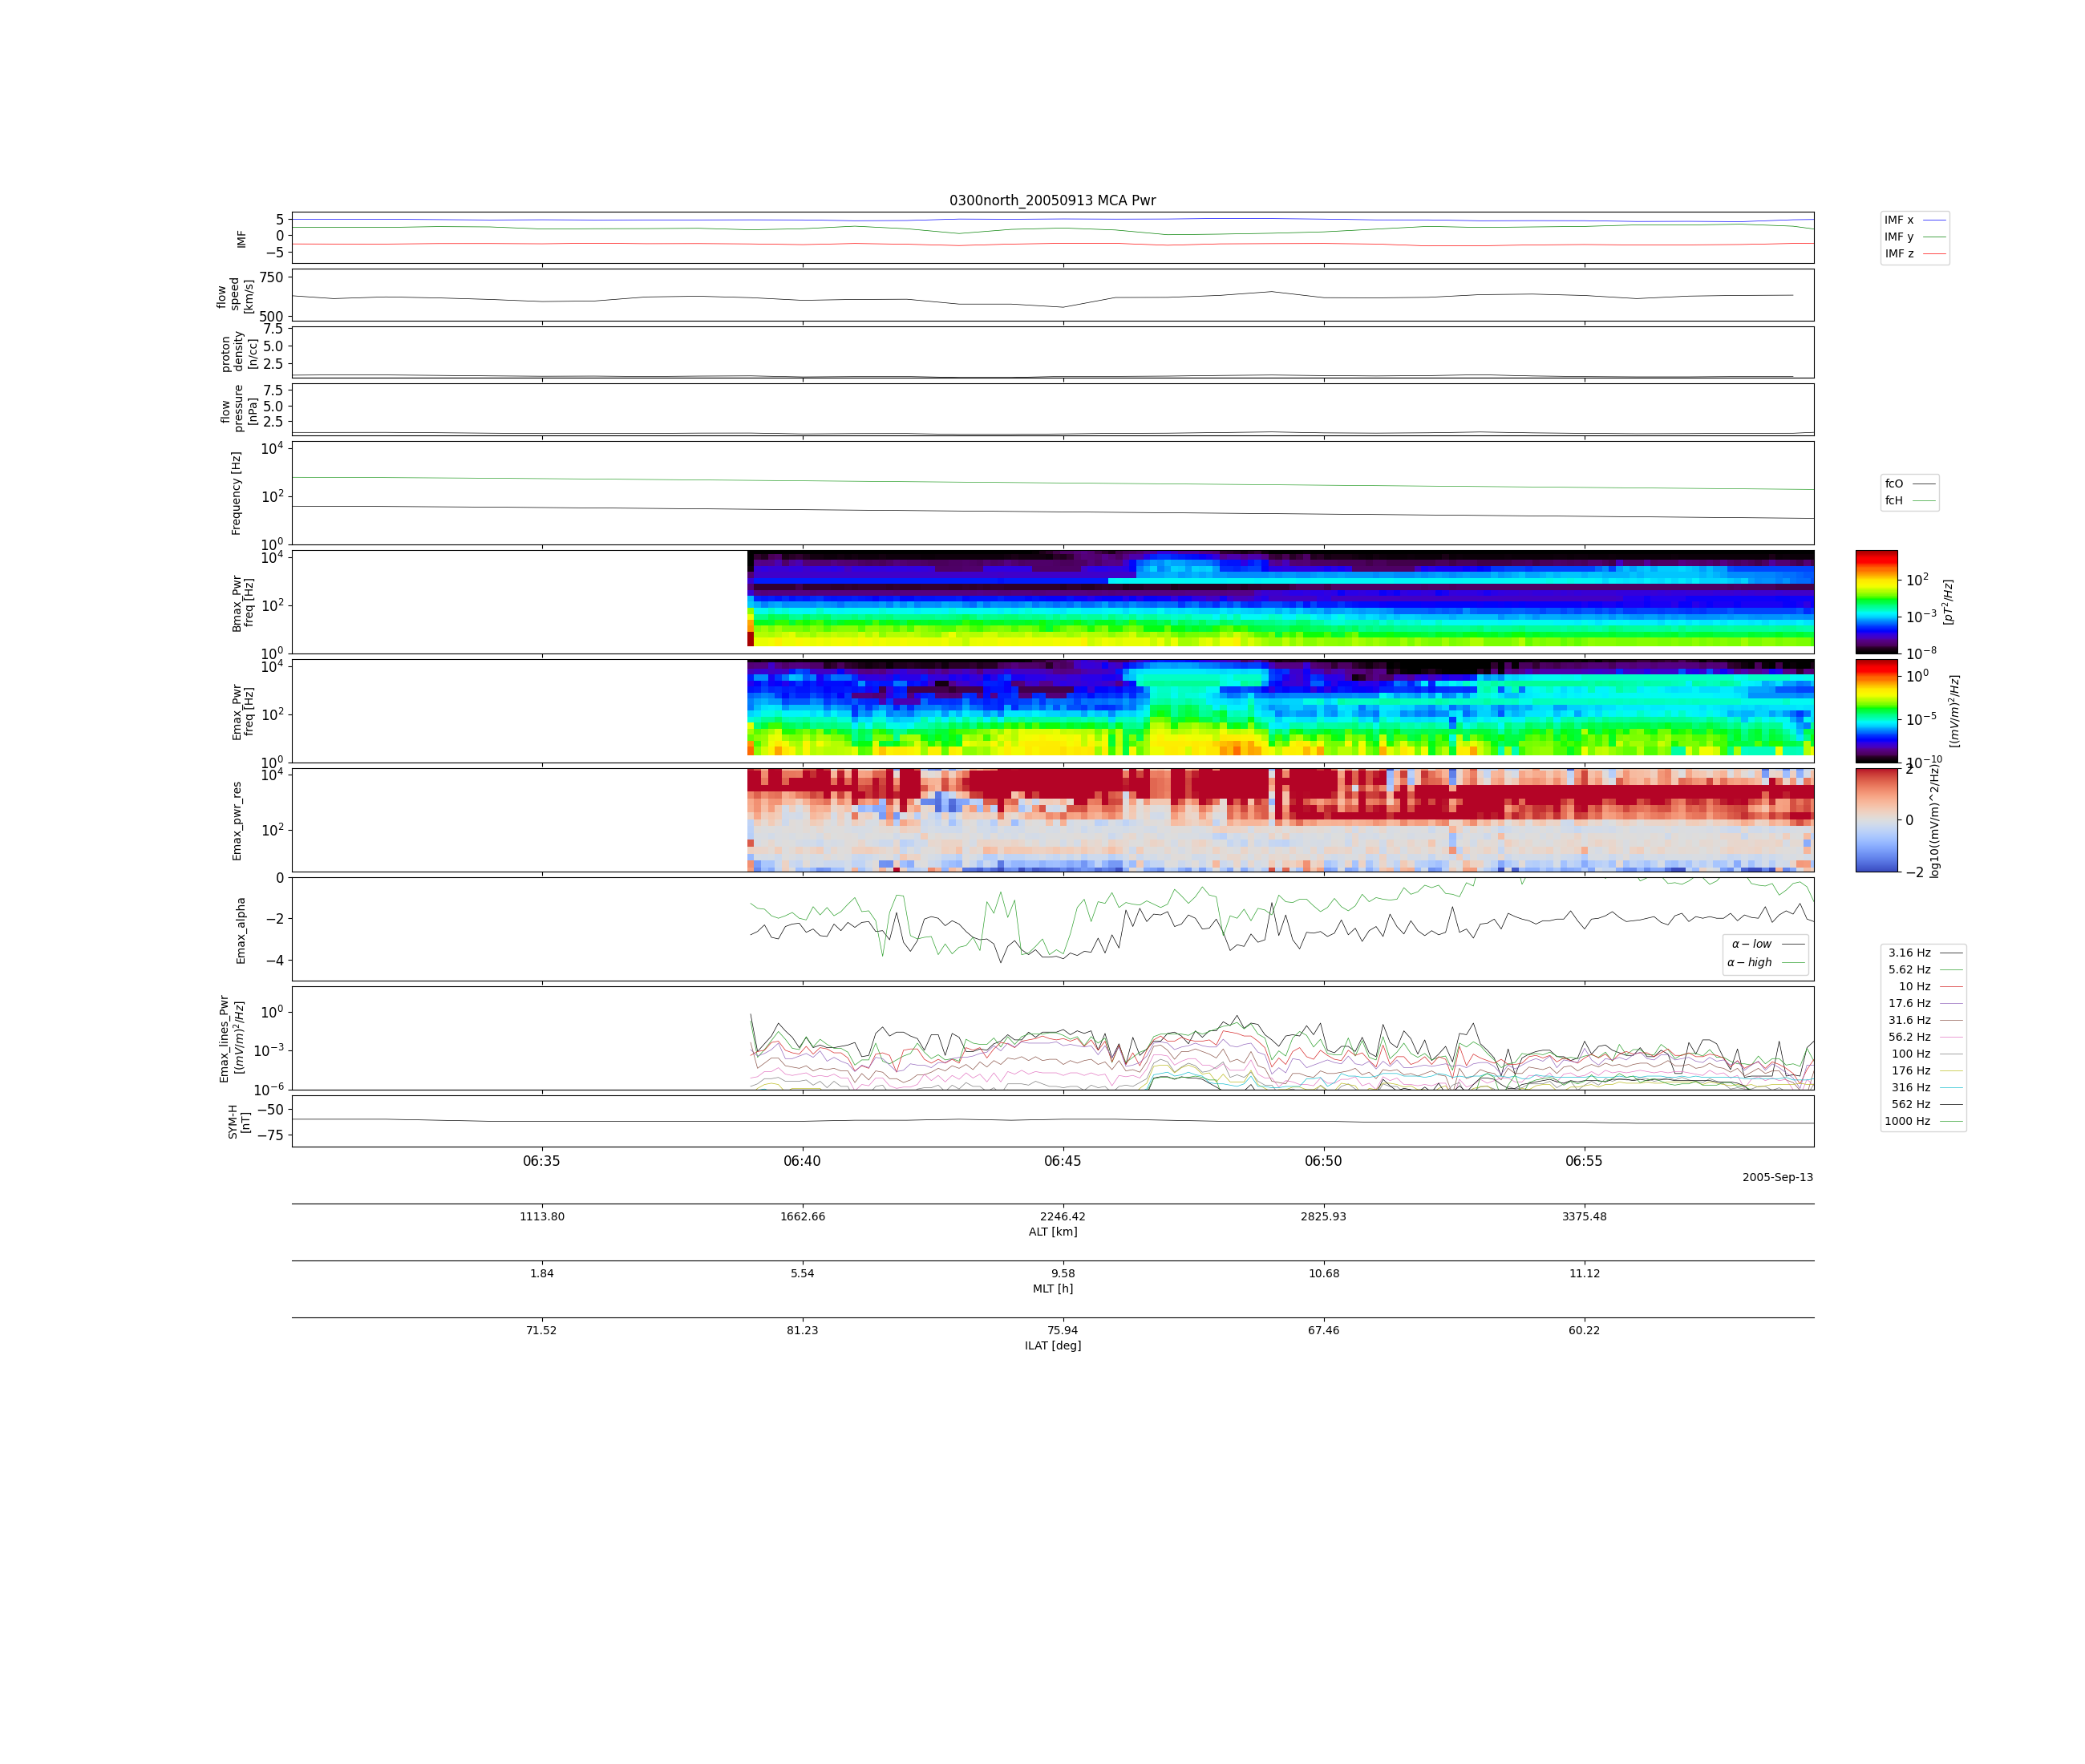 0300north_20050913 MCA Pwr
IMF
5
0
−5
IMF x
IMF y
IMF z
flow
speed
[km/s]
750
500
proton
density
[n/cc]
7.5
5.0
2.5
flow
pressure
[nPa]
7.5
5.0
2.5
Frequency [Hz]
10^4
10^2
10^0
fcO
fcH
Bmax_Pwr
freq [Hz]
10^4
10^2
10^0
10^2
10^−3
10^−8
[pT^2/Hz]
Emax_Pwr
freq [Hz]
10^4
10^2
10^0
10^0
10^−5
10^−10
[(mV/m)^2/Hz]
Emax_pwr_res
10^4
10^2
2
0
−2
log10((mV/m)^2/Hz)
Emax_alpha
0
−2
−4
α − low
α − high
Emax_lines_Pwr
[(mV/m)^2/Hz]
10^0
10^−3
10^−6
3.16 Hz
5.62 Hz
10 Hz
17.6 Hz
31.6 Hz
56.2 Hz
100 Hz
176 Hz
316 Hz
562 Hz
1000 Hz
SYM-H
[nT]
−50
−75
06:35 06:40 06:45 06:50 06:55
2005-Sep-13
1113.80 1662.66 2246.42 2825.93 3375.48
ALT [km]
1.84 5.54 9.58 10.68 11.12
MLT [h]
71.52 81.23 75.94 67.46 60.22
ILAT [deg]